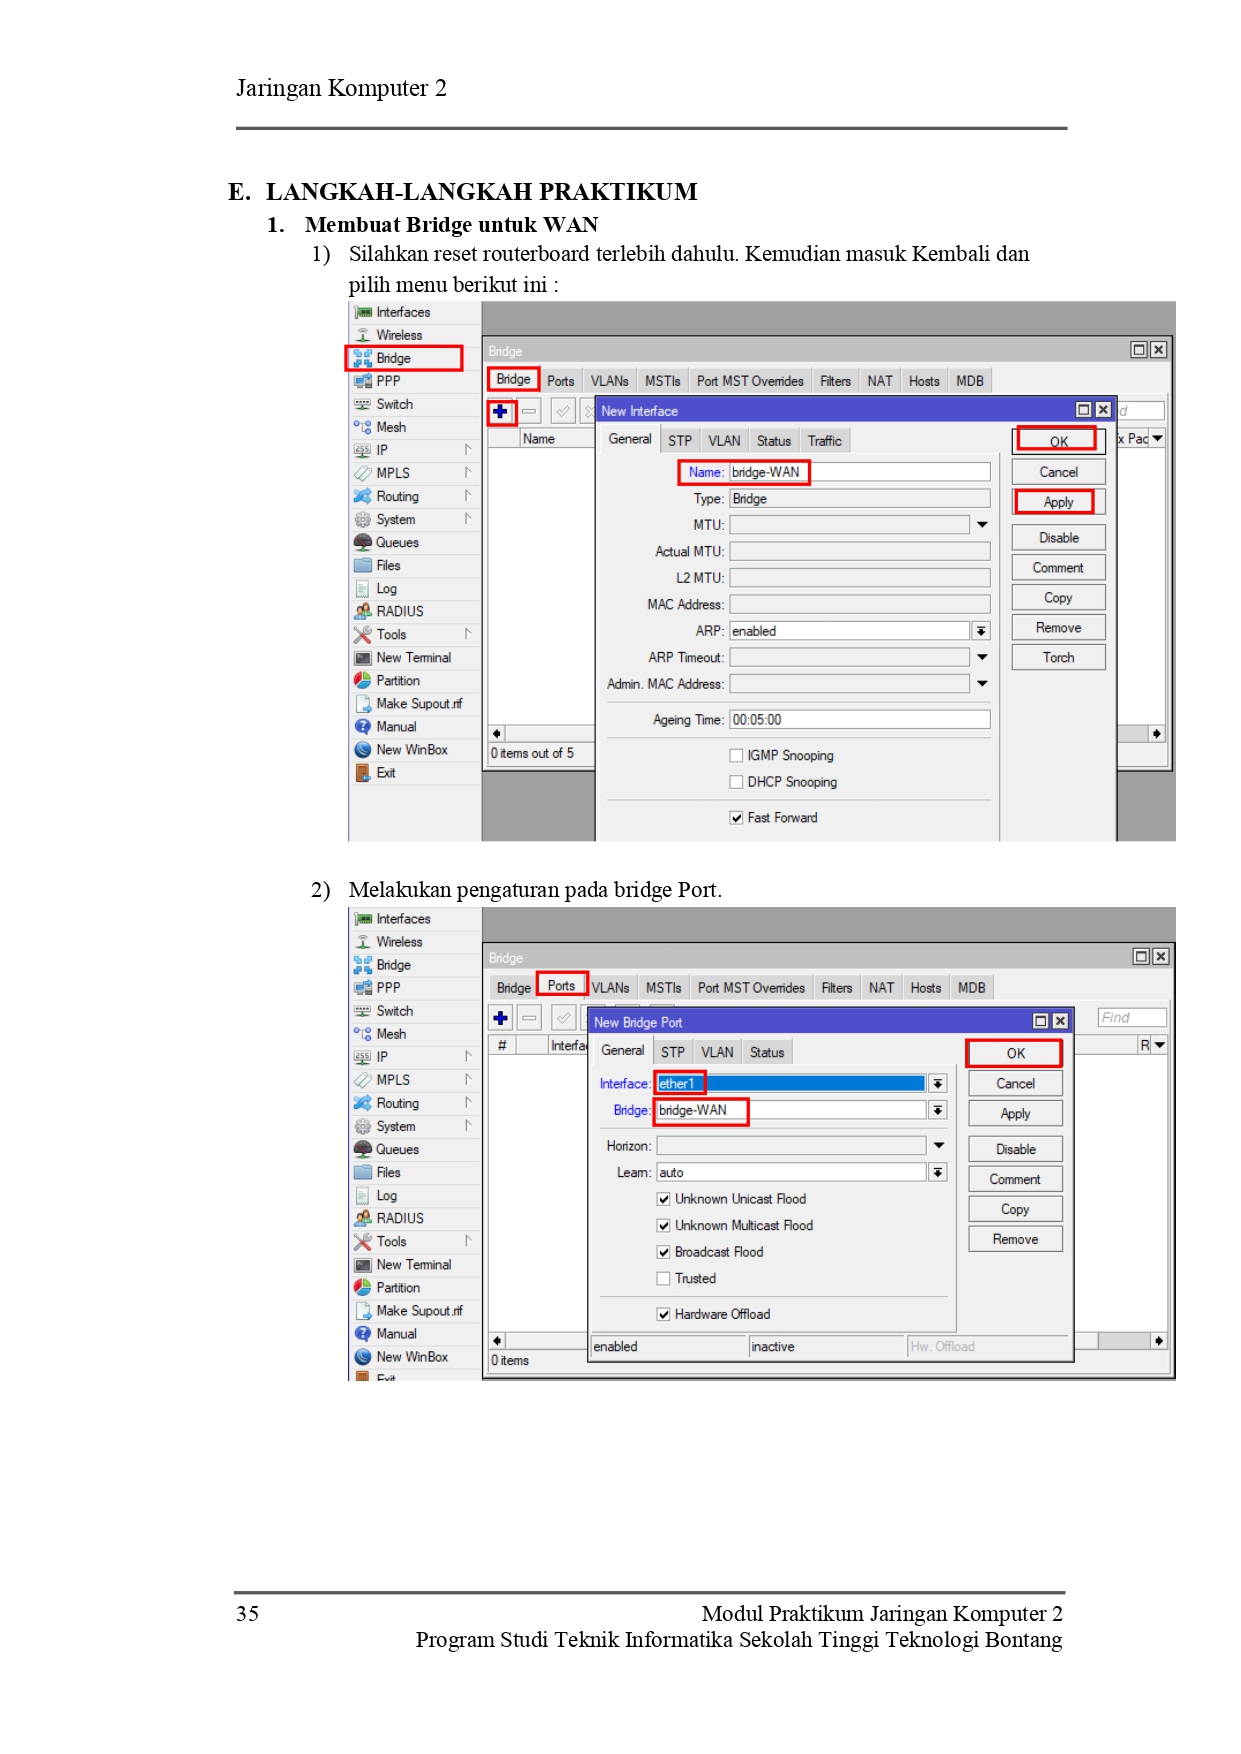 Jaringan Komputer 2
E. LANGKAH-LANGKAH PRAKTIKUM
1. Membuat Bridge untuk WAN
1) Silahkan reset routerboard terlebih dahulu. Kemudian masuk Kembali dan
pilih menu berikut ini :
Interfaces
Wireless
Bridge
PPP
Switch
Mesh
IP
MPLS
Routing
System
Queues
Files
Log
RADIUS
Tools
New Terminal
Partition
Make Supout.rif
Manual
New WinBox
Exit
Bridge
Bridge Ports VLANs MSTIs Port MST Overrides Filters NAT Hosts MDB
Name
0 items out of 5
New Interface
General STP VLAN Status Traffic
Name: bridge-WAN
Type: Bridge
MTU:
Actual MTU:
L2 MTU:
MAC Address:
ARP: enabled
ARP Timeout:
Admin. MAC Address:
Ageing Time: 00:05:00
IGMP Snooping
DHCP Snooping
Fast Forward
OK
Cancel
Apply
Disable
Comment
Copy
Remove
Torch
2) Melakukan pengaturan pada bridge Port.
Interfaces
Wireless
Bridge
PPP
Switch
Mesh
IP
MPLS
Routing
System
Queues
Files
Log
RADIUS
Tools
New Terminal
Partition
Make Supout.rif
Manual
New WinBox
Exit
Bridge
Bridge Ports VLANs MSTIs Port MST Overrides Filters NAT Hosts MDB
Find
# Interfac R
0 items
New Bridge Port
General STP VLAN Status
Interface: ether1
Bridge: bridge-WAN
Horizon:
Learn: auto
Unknown Unicast Flood
Unknown Multicast Flood
Broadcast Flood
Trusted
Hardware Offload
enabled inactive Hw. Offload
OK
Cancel
Apply
Disable
Comment
Copy
Remove
35 Modul Praktikum Jaringan Komputer 2
Program Studi Teknik Informatika Sekolah Tinggi Teknologi Bontang